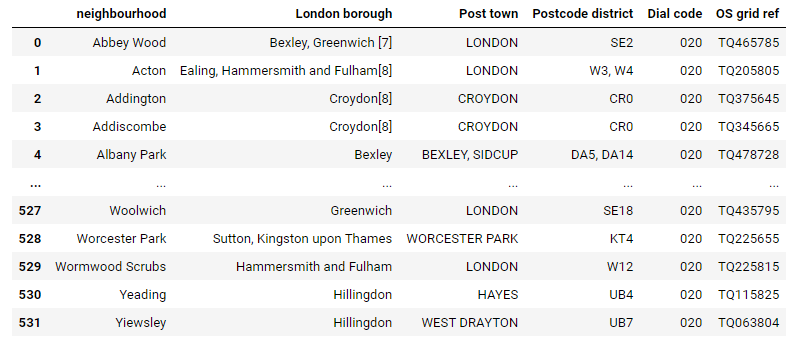 neighbourhood London borough Post town Postcode district Dial code OS grid ref
0 Abbey Wood Bexley, Greenwich [7] LONDON SE2 020 TQ465785
1 Acton Ealing, Hammersmith and Fulham[8] LONDON W3, W4 020 TQ205805
2 Addington Croydon[8] CROYDON CR0 020 TQ375645
3 Addiscombe Croydon[8] CROYDON CR0 020 TQ345665
4 Albany Park Bexley BEXLEY, SIDCUP DA5, DA14 020 TQ478728
... ... ... ... ... ... ...
527 Woolwich Greenwich LONDON SE18 020 TQ435795
528 Worcester Park Sutton, Kingston upon Thames WORCESTER PARK KT4 020 TQ225655
529 Wormwood Scrubs Hammersmith and Fulham LONDON W12 020 TQ225815
530 Yeading Hillingdon HAYES UB4 020 TQ115825
531 Yiewsley Hillingdon WEST DRAYTON UB7 020 TQ063804